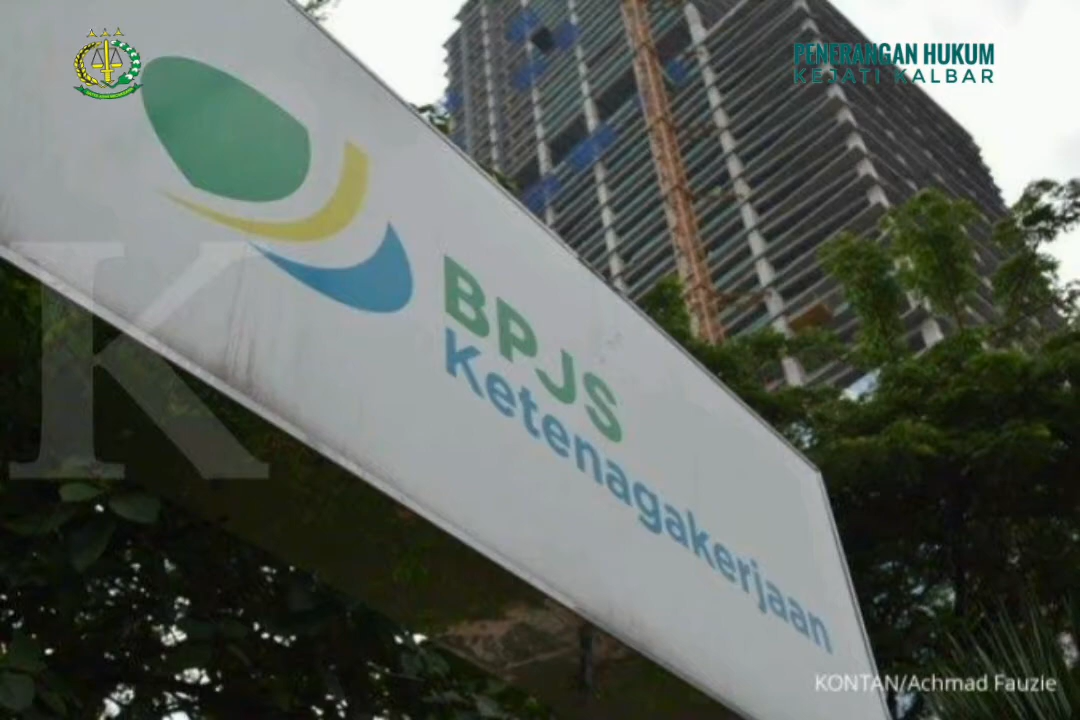 PENERANGAN HUKUM
KEJATI KALBAR
BPJS
Ketenagakerjaan
K
KONTAN/Achmad Fauzie